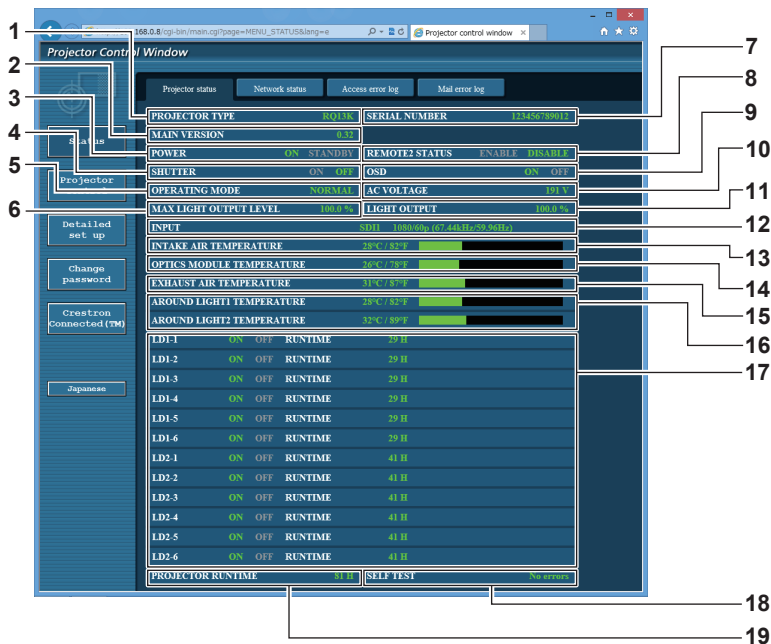 168.0.8/cgi-bin/main.cgi?page=MENU_STATUS&lang=e
Projector control window
Projector Control Window
Projector status Network status Access error log Mail error log
PROJECTOR TYPE RQ13K SERIAL NUMBER 123456789012
MAIN VERSION 0.32
POWER ON STANDBY REMOTE2 STATUS ENABLE DISABLE
SHUTTER ON OFF OSD ON OFF
OPERATING MODE NORMAL AC VOLTAGE 191 V
MAX LIGHT OUTPUT LEVEL 100.0 % LIGHT OUTPUT 100.0 %
INPUT SDI1 1080/60p (67.44kHz/59.96Hz)
INTAKE AIR TEMPERATURE 28°C / 82°F
OPTICS MODULE TEMPERATURE 26°C / 78°F
EXHAUST AIR TEMPERATURE 31°C / 87°F
AROUND LIGHT1 TEMPERATURE 28°C / 82°F
AROUND LIGHT2 TEMPERATURE 32°C / 89°F
LD1-1 ON OFF RUNTIME 29 H
LD1-2 ON OFF RUNTIME 29 H
LD1-3 ON OFF RUNTIME 29 H
LD1-4 ON OFF RUNTIME 29 H
LD1-5 ON OFF RUNTIME 29 H
LD1-6 ON OFF RUNTIME 29 H
LD2-1 ON OFF RUNTIME 41 H
LD2-2 ON OFF RUNTIME 41 H
LD2-3 ON OFF RUNTIME 41 H
LD2-4 ON OFF RUNTIME 41 H
LD2-5 ON OFF RUNTIME 41 H
LD2-6 ON OFF RUNTIME 41 H
PROJECTOR RUNTIME 81 H SELF TEST No errors
Status
Projector
Detailed
set up
Change
password
Crestron
Connected(TM)
Japanese
1
2
3
4
5
6
7
8
9
10
11
12
13
14
15
16
17
18
19